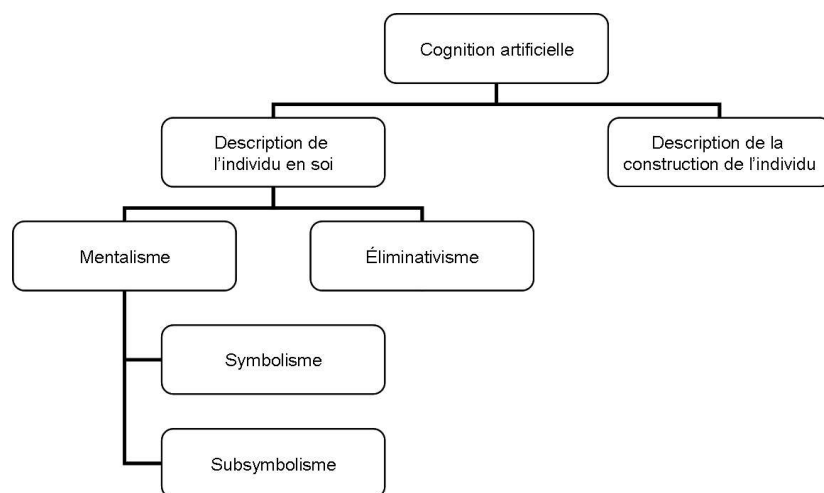 Cognition artificielle
Description de
l'individu en soi
Description de la
construction de l'individu
Mentalisme
Éliminativisme
Symbolisme
Subsymbolisme